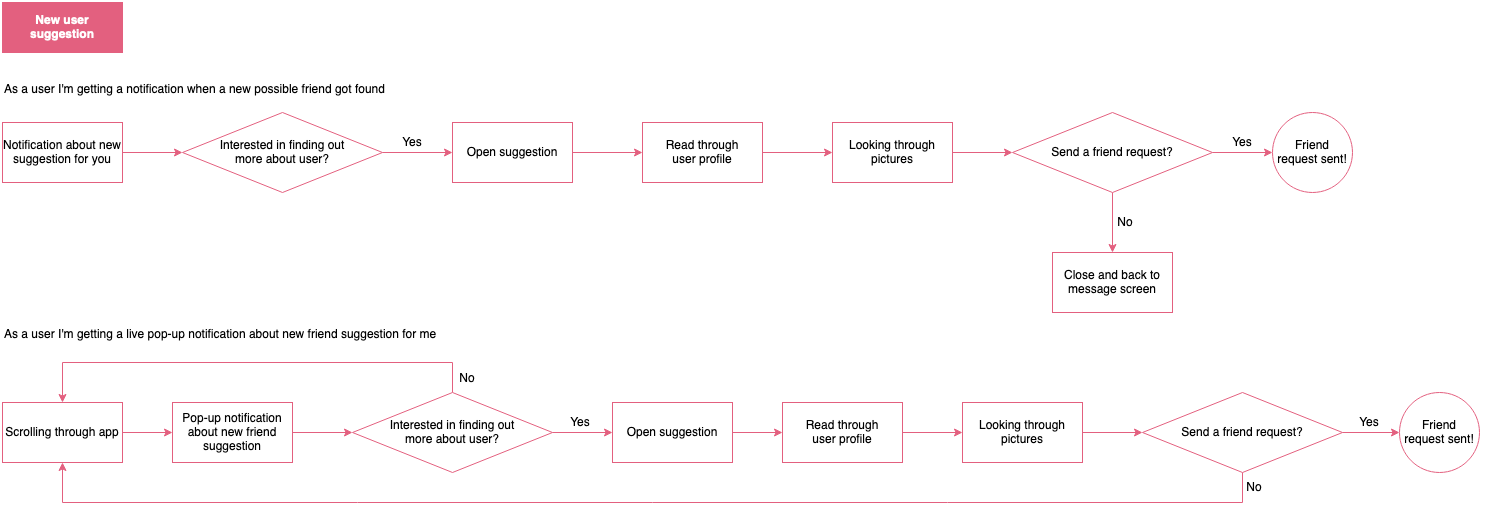 New user
suggestion
As a user I'm getting a notification when a new possible friend got found
Notification about new
suggestion for you
Interested in finding out
more about user?
Yes
Open suggestion
Read through
user profile
Looking through
pictures
Send a friend request?
Yes
Friend
request sent!
No
Close and back to
message screen
As a user I'm getting a live pop-up notification about new friend suggestion for me
No
Scrolling through app
Pop-up notification
about new friend
suggestion
Interested in finding out
more about user?
Yes
Open suggestion
Read through
user profile
Looking through
pictures
Send a friend request?
Yes
Friend
request sent!
No